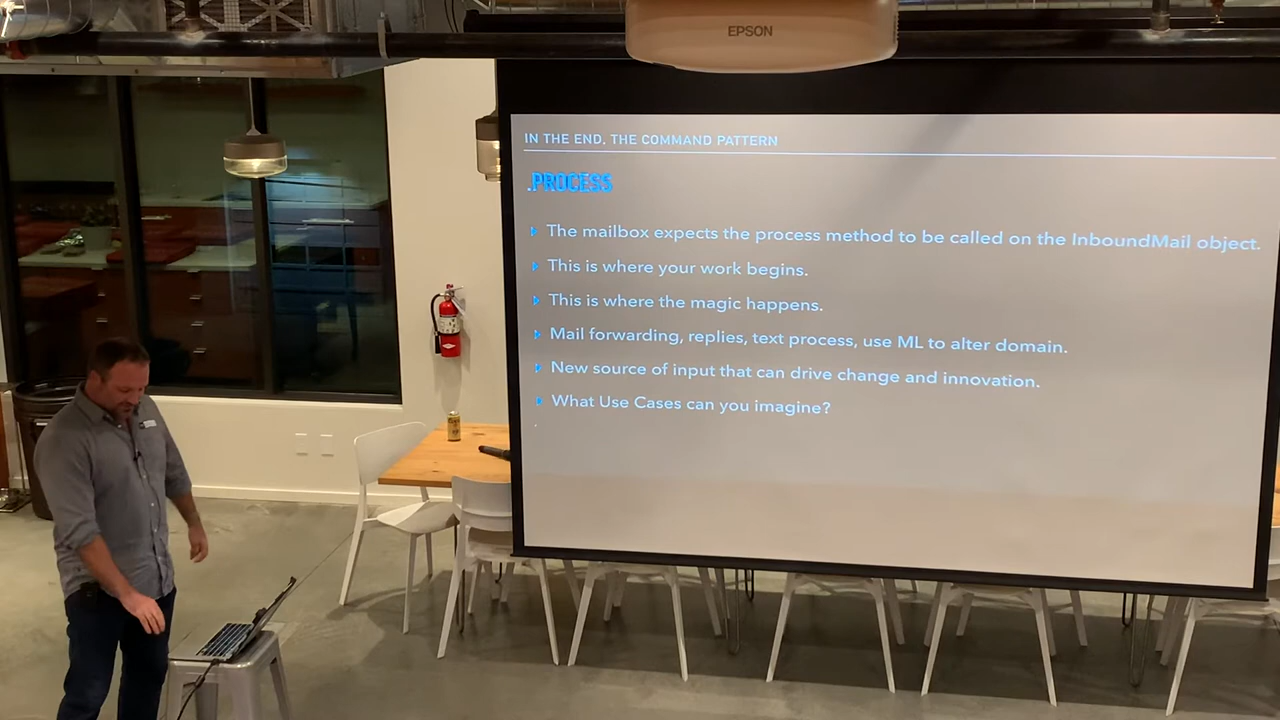 EPSON
IN THE END, THE COMMAND PATTERN
.PROCESS
The mailbox expects the process method to be called on the InboundMail object.
This is where your work begins.
This is where the magic happens.
Mail forwarding, replies, text process, use ML to alter domain.
New source of input that can drive change and innovation.
What Use Cases can you imagine?